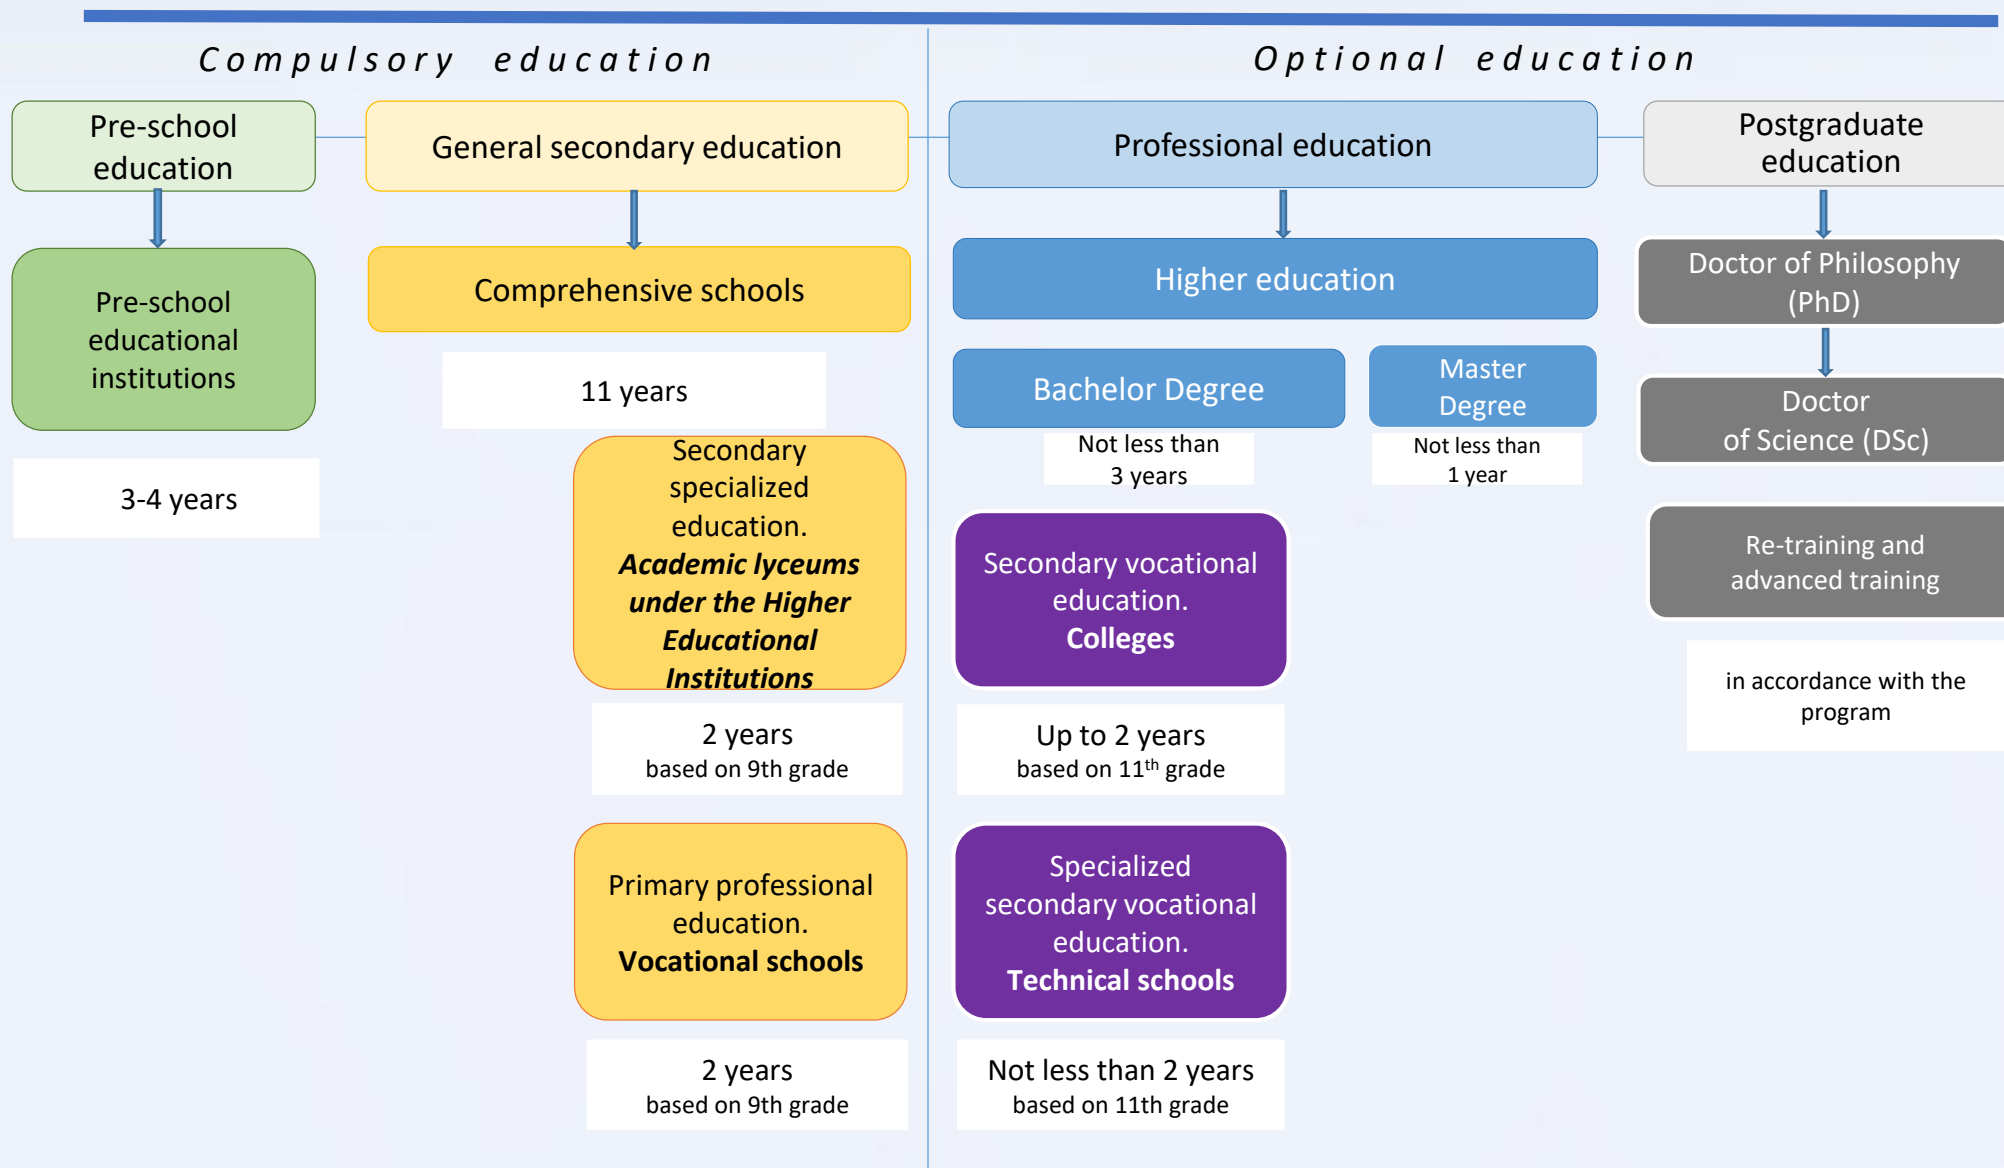 Compulsory education
Optional education
Pre-school
education
General secondary education
Professional education
Postgraduate
education
Pre-school
educational
institutions
3-4 years
Comprehensive schools
11 years
Secondary
specialized
education.
Academic lyceums
under the Higher
Educational
Institutions
2 years
based on 9th grade
Primary professional
education.
Vocational schools
2 years
based on 9th grade
Higher education
Bachelor Degree
Not less than
3 years
Master
Degree
Not less than
1 year
Secondary vocational
education.
Colleges
Up to 2 years
based on 11th grade
Specialized
secondary vocational
education.
Technical schools
Not less than 2 years
based on 11th grade
Doctor of Philosophy
(PhD)
Doctor
of Science (DSc)
Re-training and
advanced training
in accordance with the
program